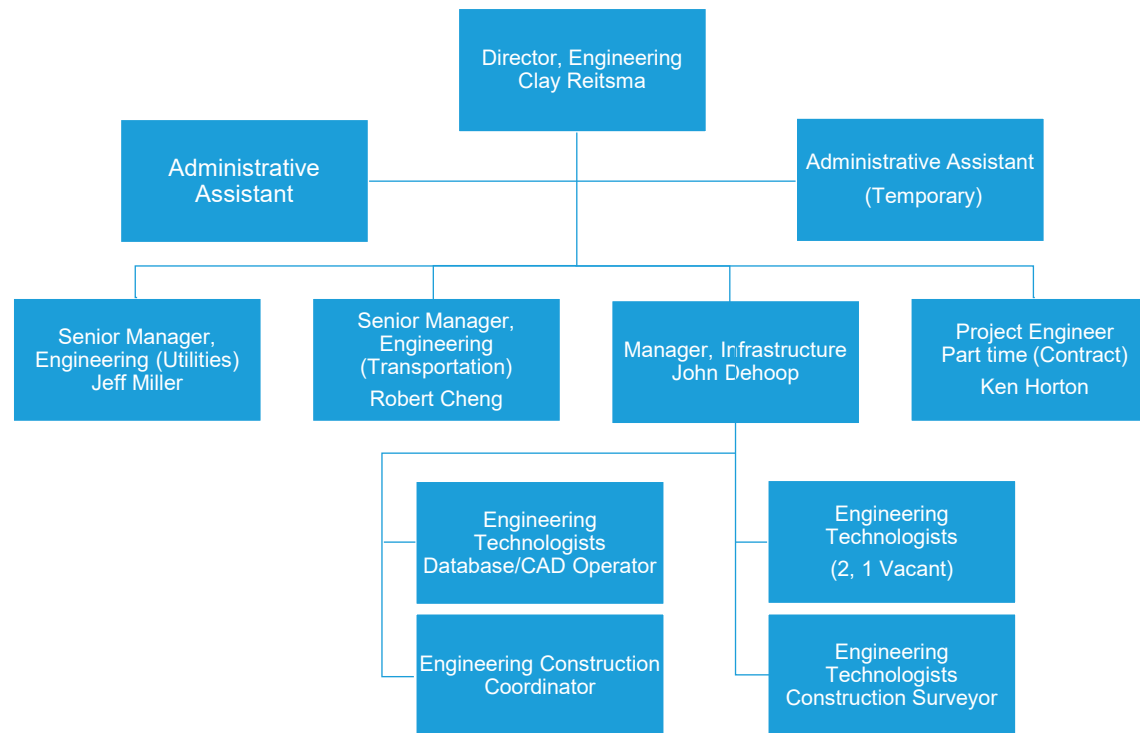 Director, Engineering
Clay Reitsma
Administrative
Assistant
Administrative Assistant
(Temporary)
Senior Manager,
Engineering (Utilities)
Jeff Miller
Senior Manager,
Engineering
(Transportation)
Robert Cheng
Manager, Infrastructure
John Dehoop
Project Engineer
Part time (Contract)
Ken Horton
Engineering
Technologists
Database/CAD Operator
Engineering
Technologists
(2, 1 Vacant)
Engineering Construction
Coordinator
Engineering
Technologists
Construction Surveyor